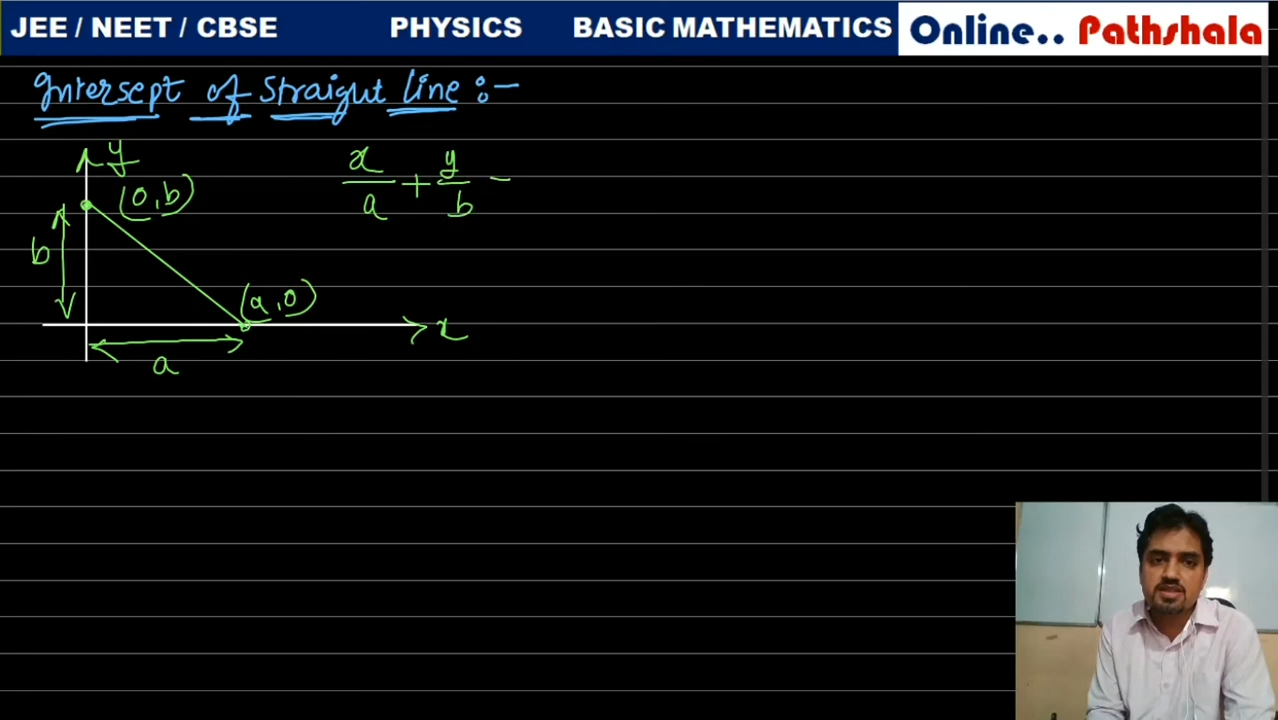 JEE / NEET / CBSE PHYSICS BASIC MATHEMATICS Online.. Pathshala
Intersept of straight line :-
y
(0,b)
x/a + y/b =
b
(a,0)
x
a